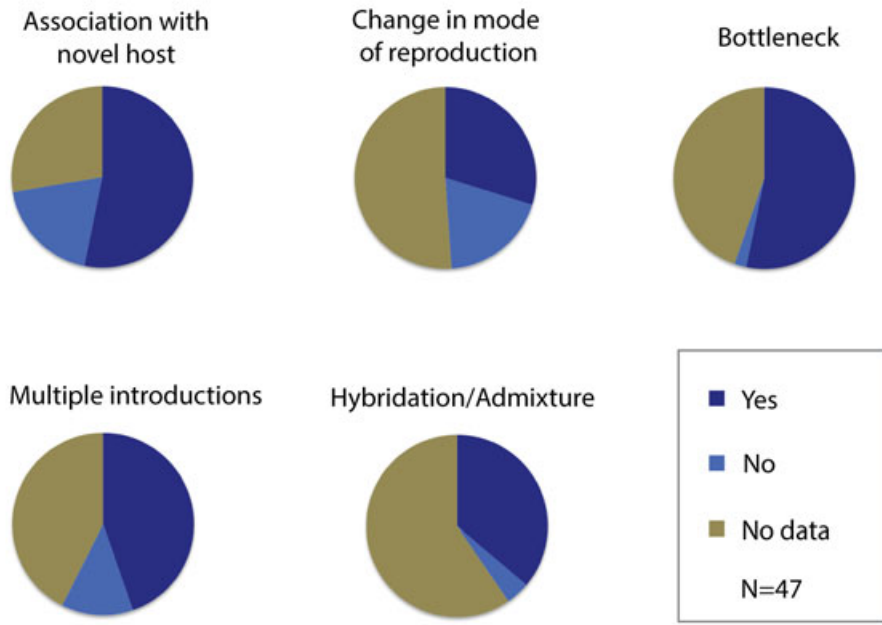 Association with
novel host
Change in mode
of reproduction
Bottleneck
Multiple introductions
Hybridation/Admixture
Yes
No
No data
N=47